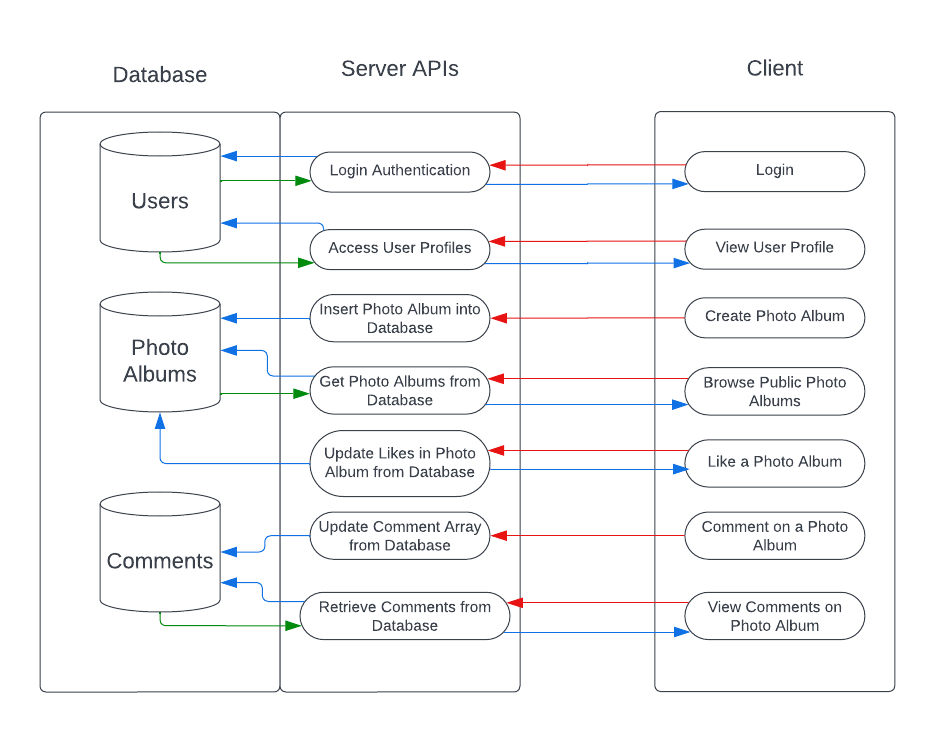 Database
Server APIs
Client
Users
Login Authentication
Login
Access User Profiles
View User Profile
Photo
Albums
Insert Photo Album into
Database
Create Photo Album
Get Photo Albums from
Database
Browse Public Photo
Albums
Update Likes in Photo
Album from Database
Like a Photo Album
Comments
Update Comment Array
from Database
Comment on a Photo
Album
Retrieve Comments from
Database
View Comments on
Photo Album